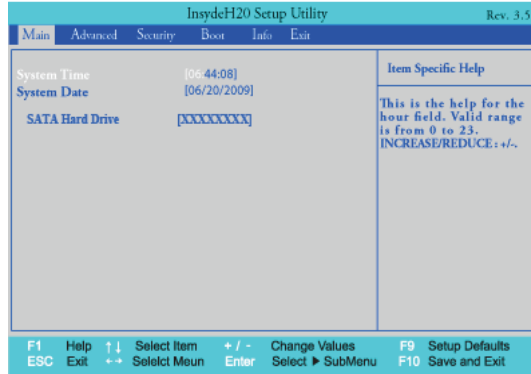 InsydeH20 Setup Utility Rev. 3.5
Main Advanced Security Boot Info Exit
System Time [06:44:08]
System Date [06/20/2009]
SATA Hard Drive [XXXXXXXX]
Item Specific Help
This is the help for the
hour field. Valid range
is from 0 to 23.
INCREASE/REDUCE : +/-.
F1 Help ↑↓ Select Item + / - Change Values F9 Setup Defaults
ESC Exit ←→ Selelct Meun Enter Select ▶ SubMenu F10 Save and Exit